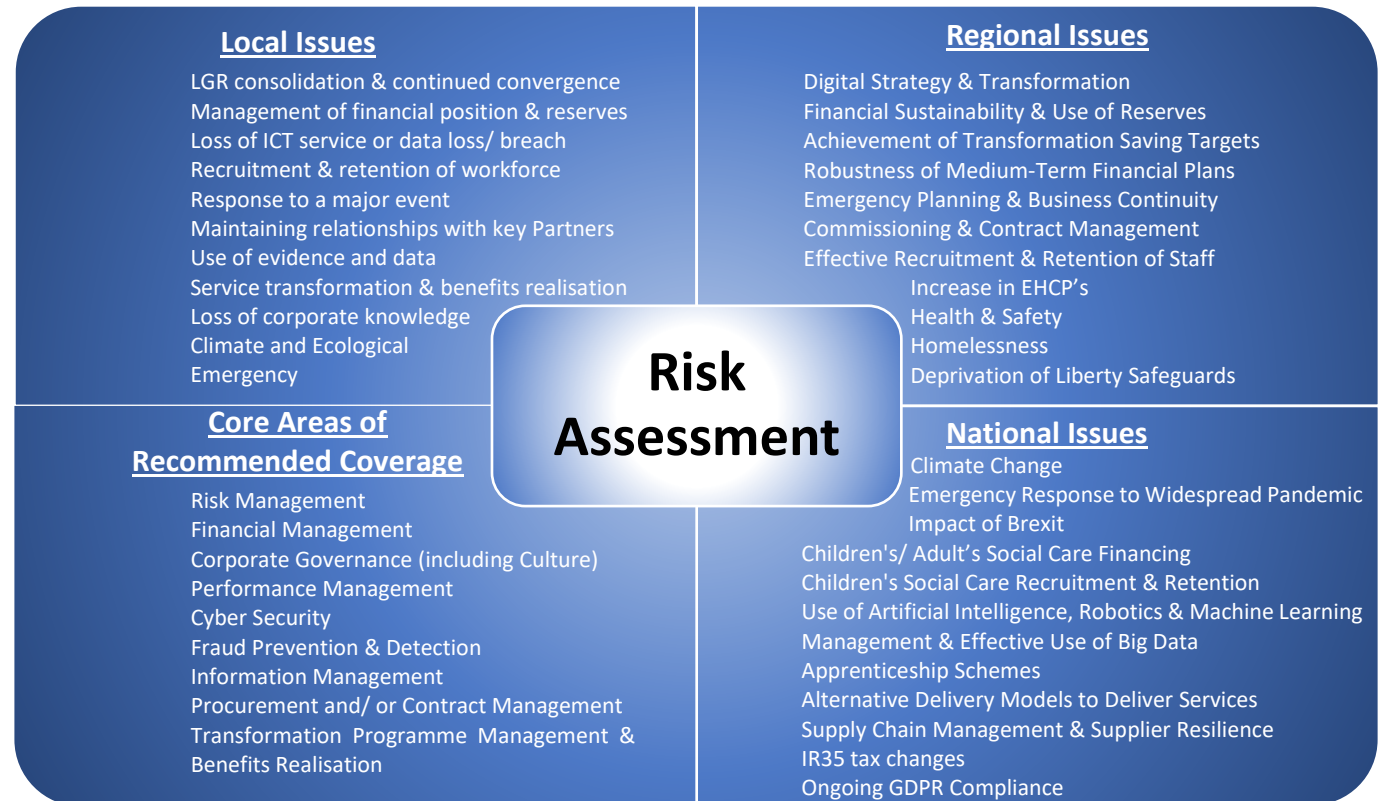 Local Issues
LGR consolidation & continued convergence
Management of financial position & reserves
Loss of ICT service or data loss/ breach
Recruitment & retention of workforce
Response to a major event
Maintaining relationships with key Partners
Use of evidence and data
Service transformation & benefits realisation
Loss of corporate knowledge
Climate and Ecological
Emergency
Regional Issues
Digital Strategy & Transformation
Financial Sustainability & Use of Reserves
Achievement of Transformation Saving Targets
Robustness of Medium-Term Financial Plans
Emergency Planning & Business Continuity
Commissioning & Contract Management
Effective Recruitment & Retention of Staff
Increase in EHCP’s
Health & Safety
Homelessness
Deprivation of Liberty Safeguards
Risk
Assessment
Core Areas of
Recommended Coverage
Risk Management
Financial Management
Corporate Governance (including Culture)
Performance Management
Cyber Security
Fraud Prevention & Detection
Information Management
Procurement and/ or Contract Management
Transformation Programme Management &
Benefits Realisation
National Issues
Climate Change
Emergency Response to Widespread Pandemic
Impact of Brexit
Children's/ Adult’s Social Care Financing
Children's Social Care Recruitment & Retention
Use of Artificial Intelligence, Robotics & Machine Learning
Management & Effective Use of Big Data
Apprenticeship Schemes
Alternative Delivery Models to Deliver Services
Supply Chain Management & Supplier Resilience
IR35 tax changes
Ongoing GDPR Compliance